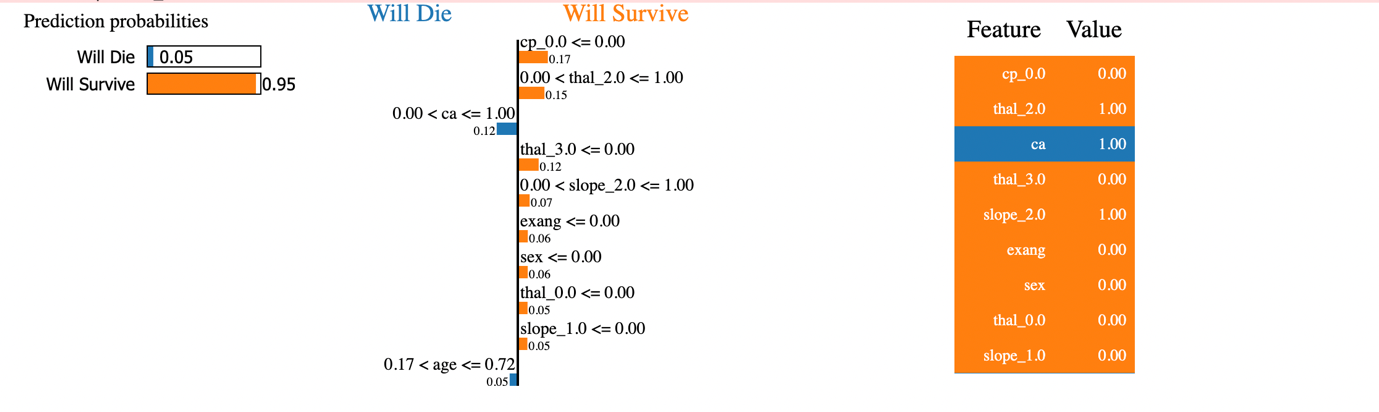 Prediction probabilities
Will Die 0.05
Will Survive 0.95
Will Die Will Survive
cp_0.0 <= 0.00
0.17
0.00 < thal_2.0 <= 1.00
0.15
0.00 < ca <= 1.00
0.12
thal_3.0 <= 0.00
0.12
0.00 < slope_2.0 <= 1.00
0.07
exang <= 0.00
0.06
sex <= 0.00
0.06
thal_0.0 <= 0.00
0.05
slope_1.0 <= 0.00
0.05
0.17 < age <= 0.72
0.05
Feature Value
cp_0.0 0.00
thal_2.0 1.00
ca 1.00
thal_3.0 0.00
slope_2.0 1.00
exang 0.00
sex 0.00
thal_0.0 0.00
slope_1.0 0.00